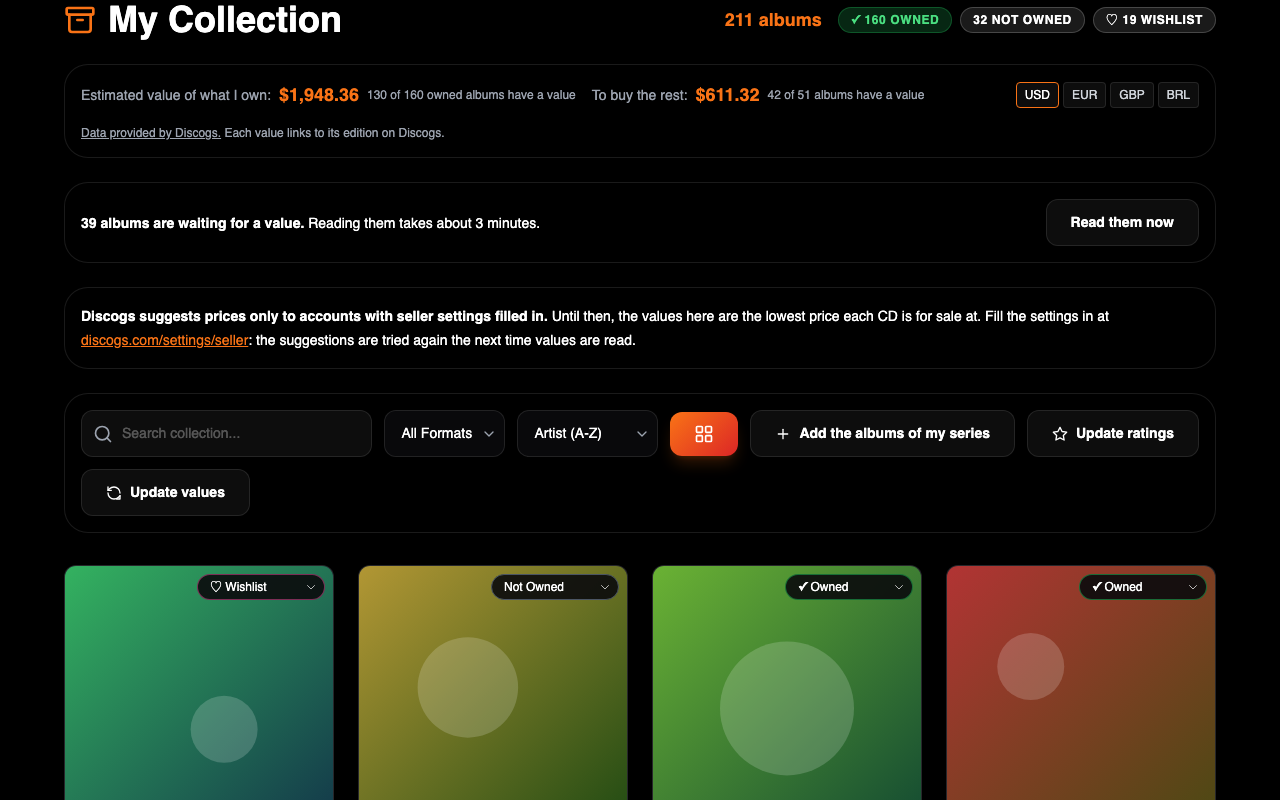 My Collection
211 albums
✓ 160 OWNED
32 NOT OWNED
♡ 19 WISHLIST
Estimated value of what I own: $1,948.36 130 of 160 owned albums have a value To buy the rest: $611.32 42 of 51 albums have a value
USD EUR GBP BRL
Data provided by Discogs. Each value links to its edition on Discogs.
39 albums are waiting for a value. Reading them takes about 3 minutes.
Read them now
Discogs suggests prices only to accounts with seller settings filled in. Until then, the values here are the lowest price each CD is for sale at. Fill the settings in at
discogs.com/settings/seller: the suggestions are tried again the next time values are read.
Search collection...
All Formats
Artist (A-Z)
Add the albums of my series
Update ratings
Update values
♡ Wishlist
Not Owned
✓ Owned
✓ Owned